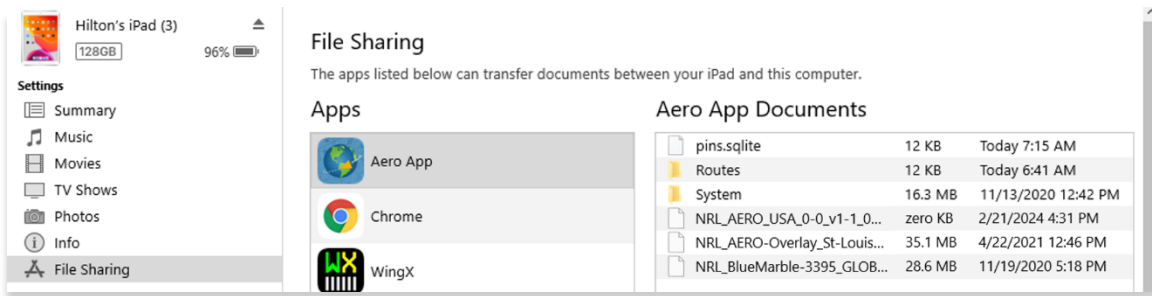 Hilton's iPad (3)
128GB
96%
Settings
Summary
Music
Movies
TV Shows
Photos
Info
File Sharing
File Sharing
The apps listed below can transfer documents between your iPad and this computer.
Apps
Aero App
Chrome
WX
WingX
Aero App Documents
pins.sqlite 12 KB Today 7:15 AM
Routes 12 KB Today 6:41 AM
System 16.3 MB 11/13/2020 12:42 PM
NRL_AERO_USA_0-0_v1-1_0... zero KB 2/21/2024 4:31 PM
NRL_AERO-Overlay_St-Louis... 35.1 MB 4/22/2021 12:46 PM
NRL_BlueMarble-3395_GLOB... 28.6 MB 11/19/2020 5:18 PM